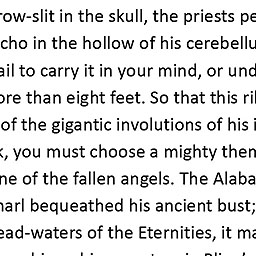 row-slit in the skull, the priests pe
cho in the hollow of his cerebellu
ail to carry it in your mind, or und
ore than eight feet. So that this ri
of the gigantic involutions of his i
k, you must choose a mighty them
ne of the fallen angels. The Alaba
narl bequeathed his ancient bust;
ead-waters of the Eternities, it ma